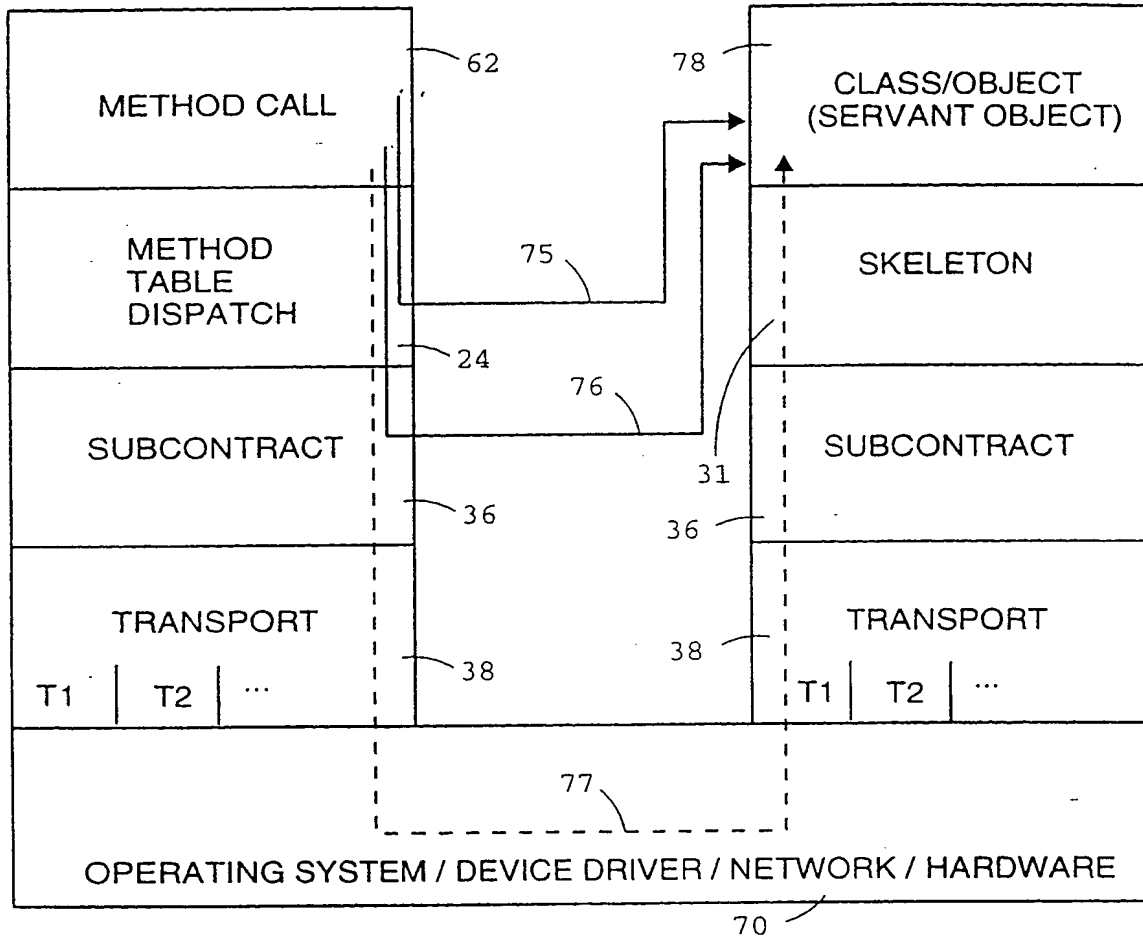 62
METHOD CALL
METHOD
TABLE
DISPATCH
24
SUBCONTRACT
36
TRANSPORT
38
T1 T2 ...
75
76
77
78
CLASS/OBJECT
(SERVANT OBJECT)
SKELETON
31
SUBCONTRACT
36
TRANSPORT
38
T1 T2 ...
OPERATING SYSTEM / DEVICE DRIVER / NETWORK / HARDWARE
70